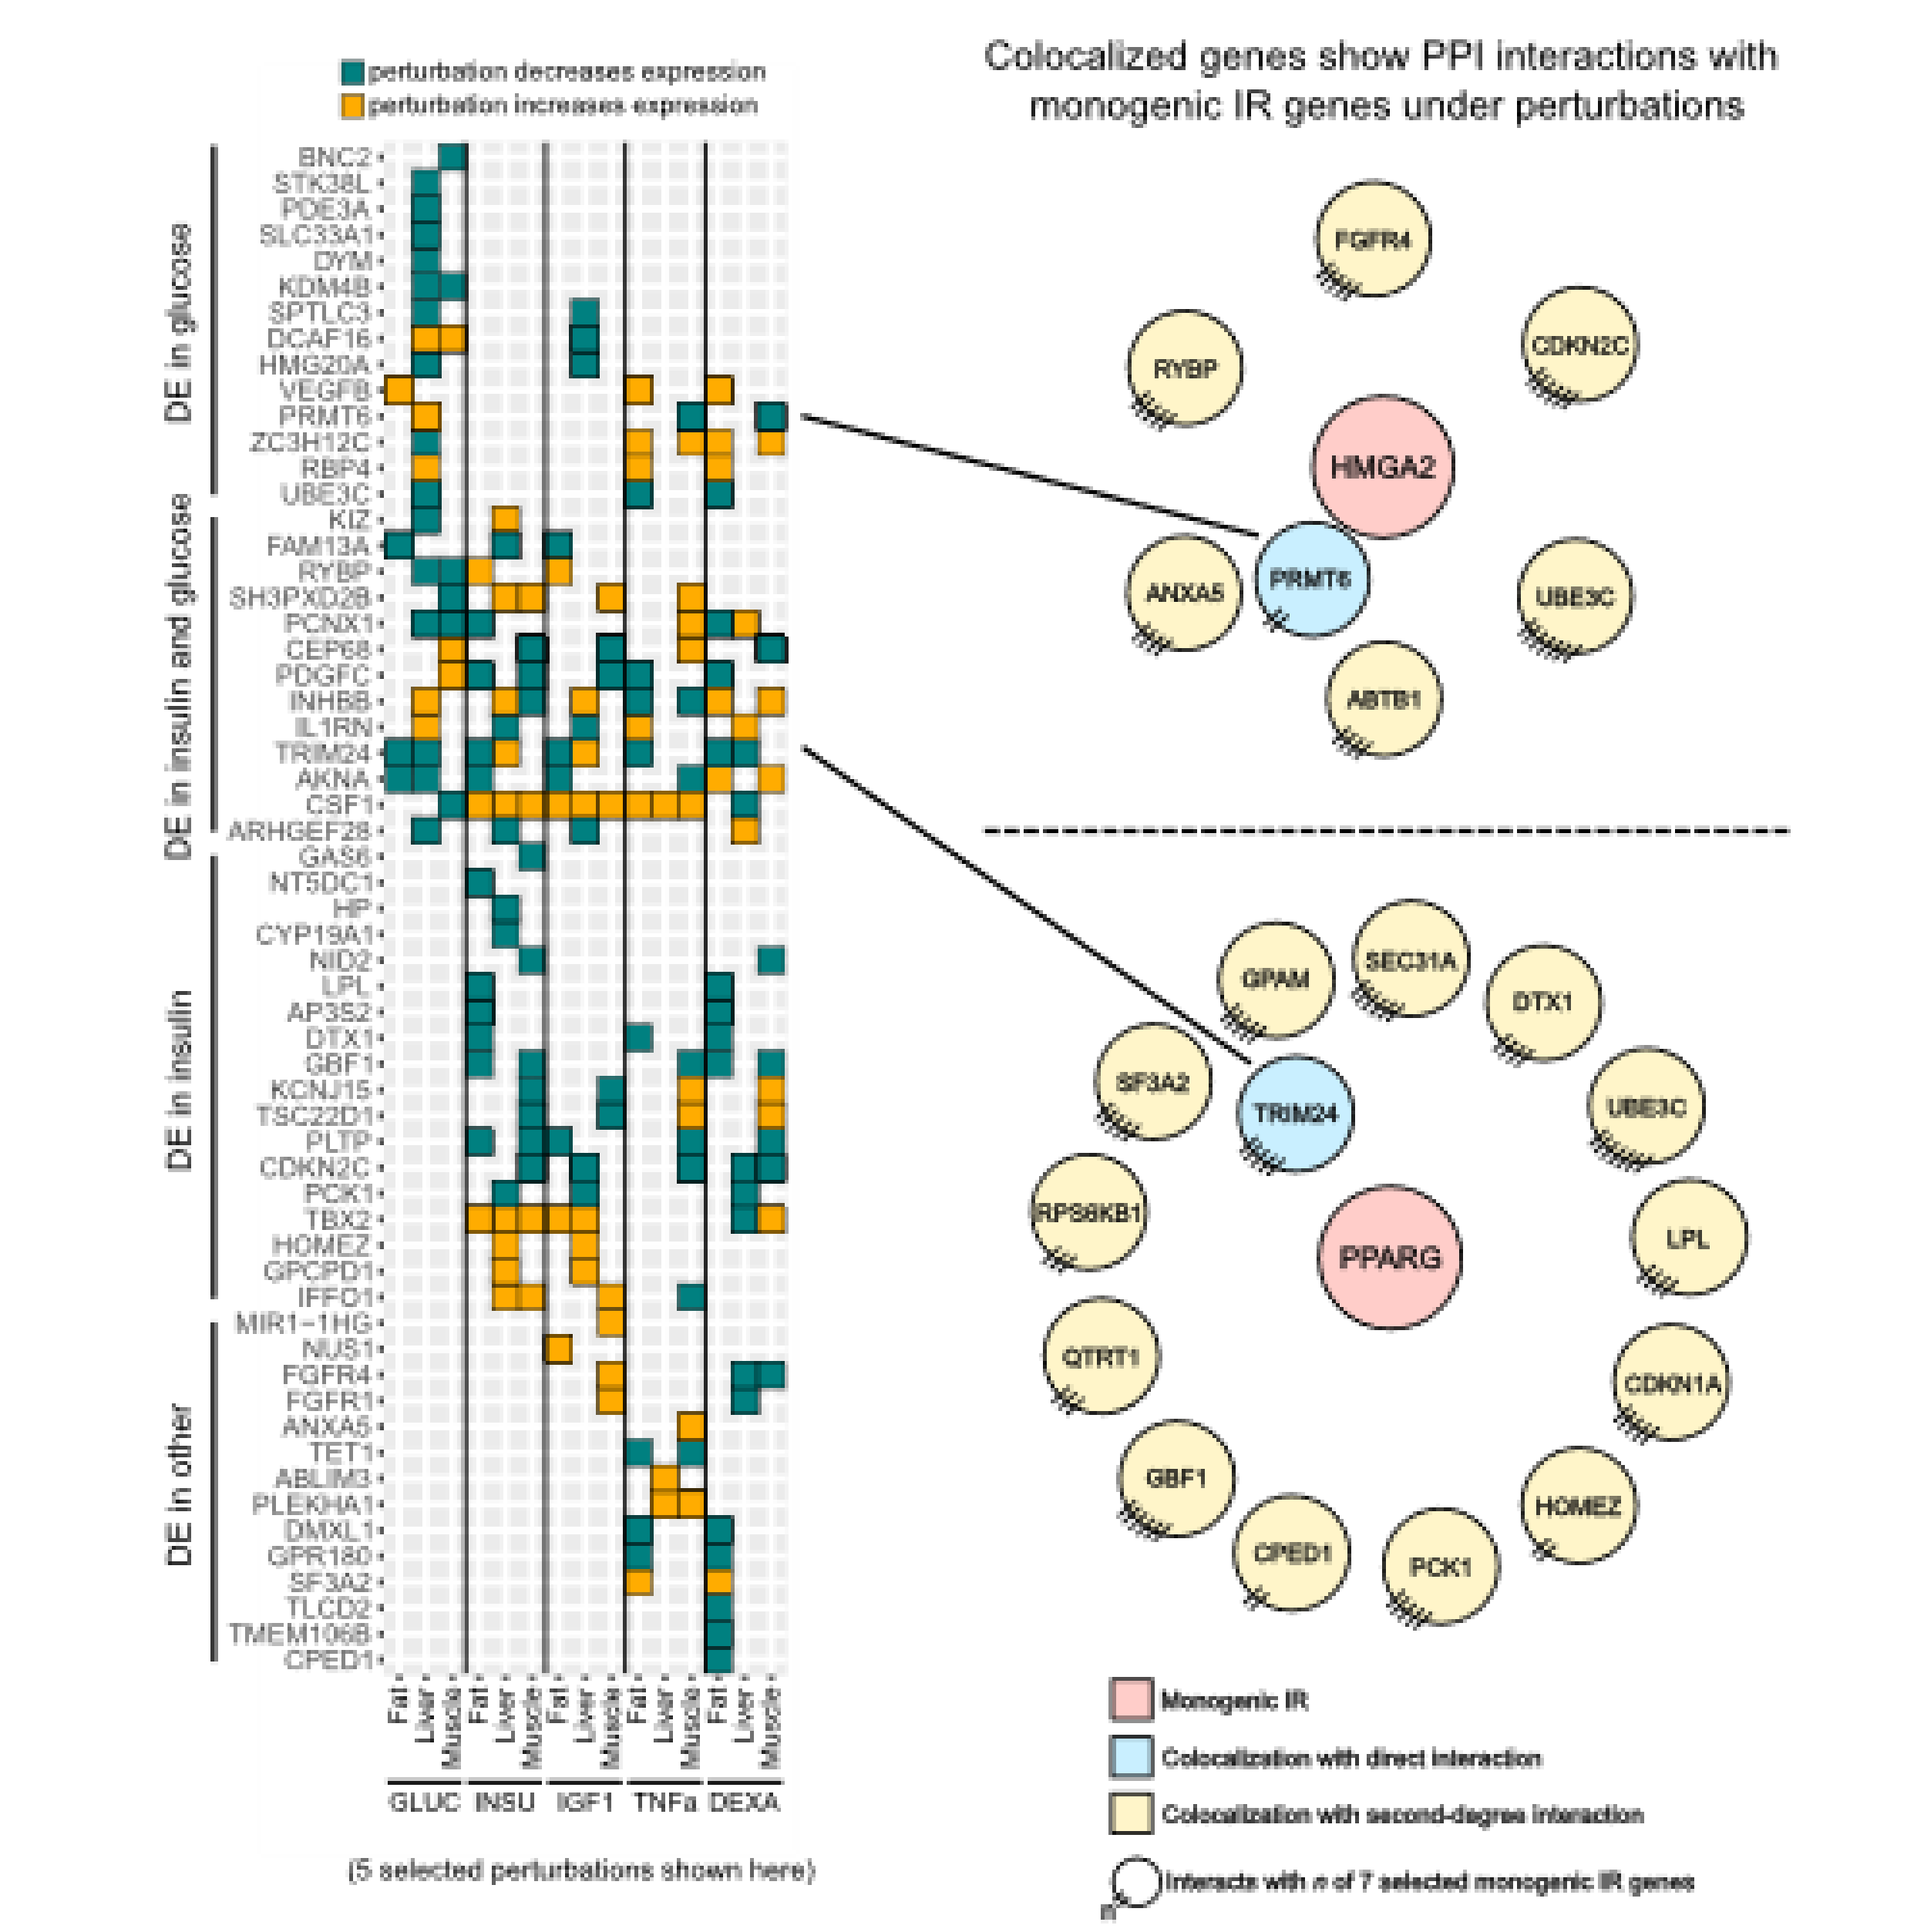 perturbation decreases expression
perturbation increases expression
Colocalized genes show PPI interactions with
monogenic IR genes under perturbations
DE in glucose
BNC2
STK38L
PDE3A
SLC33A1
DYM
KDM4B
SPTLC3
DCAF16
HMG20A
VEGFB
PRMT6
ZC3H12C
RBP4
UBE3C
DE in insulin and glucose
KIZ
FAM13A
RYBP
SH3PXD2B
PCNX1
CEP68
PDGFC
INHBB
IL1RN
TRIM24
AKNA
CSF1
ARHGEF28
DE in insulin
GAS6
NT5DC1
HP
CYP19A1
NID2
LPL
AP3S2
DTX1
GBF1
KCNJ15
TSC22D1
PLTP
CDKN2C
PCK1
TBX2
HOMEZ
GPCPD1
IFFO1
DE in other
MIR1-1HG
NUS1
FGFR4
FGFR1
ANXA5
TET1
ABLIM3
PLEKHA1
DMXL1
GPR180
SF3A2
TLCD2
TMEM106B
CPED1
Fat
Liver
Muscle
Fat
Liver
Muscle
Fat
Liver
Muscle
Fat
Liver
Muscle
Fat
Liver
Muscle
GLUC INSU IGF1 TNFa DEXA
(5 selected perturbations shown here)
FGFR4
CDKN2C
RYBP
HMGA2
PRMT6
ANXA5
UBE3C
ABTB1
SEC31A
GPAM
DTX1
SF3A2
UBE3C
TRIM24
RPS6KB1
LPL
PPARG
QTRT1
CDKN1A
GBF1
HOMEZ
CPED1
PCK1
Monogenic IR
Colocalization with direct interaction
Colocalization with second-degree interaction
n
Interacts with n of 7 selected monogenic IR genes